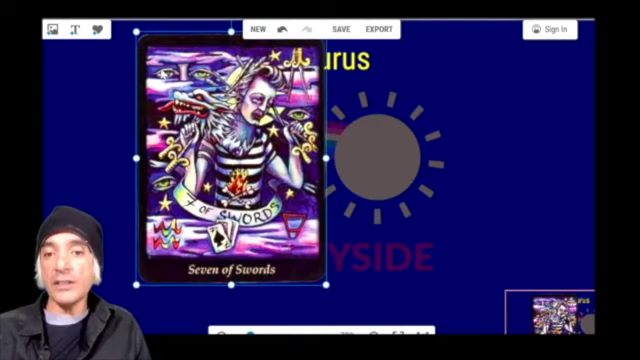 NEW
SAVE
EXPORT
Sign in
urus
7 OF SWORDS
Seven of Swords
YSIDE